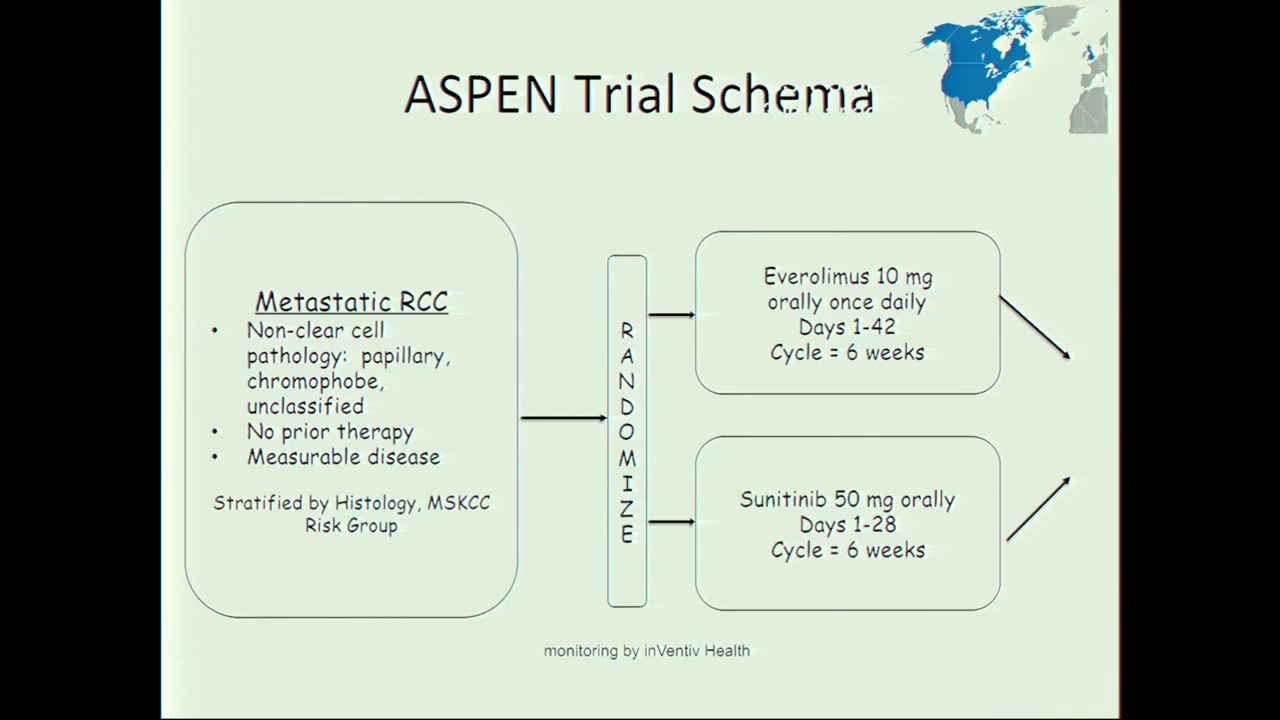 ASPEN Trial Schema
Metastatic RCC
• Non-clear cell
pathology: papillary,
chromophobe,
unclassified
• No prior therapy
• Measurable disease
Stratified by Histology, MSKCC
Risk Group
R
A
N
D
O
M
I
Z
E
Everolimus 10 mg
orally once daily
Days 1-42
Cycle = 6 weeks
Sunitinib 50 mg orally
Days 1-28
Cycle = 6 weeks
monitoring by inVentiv Health